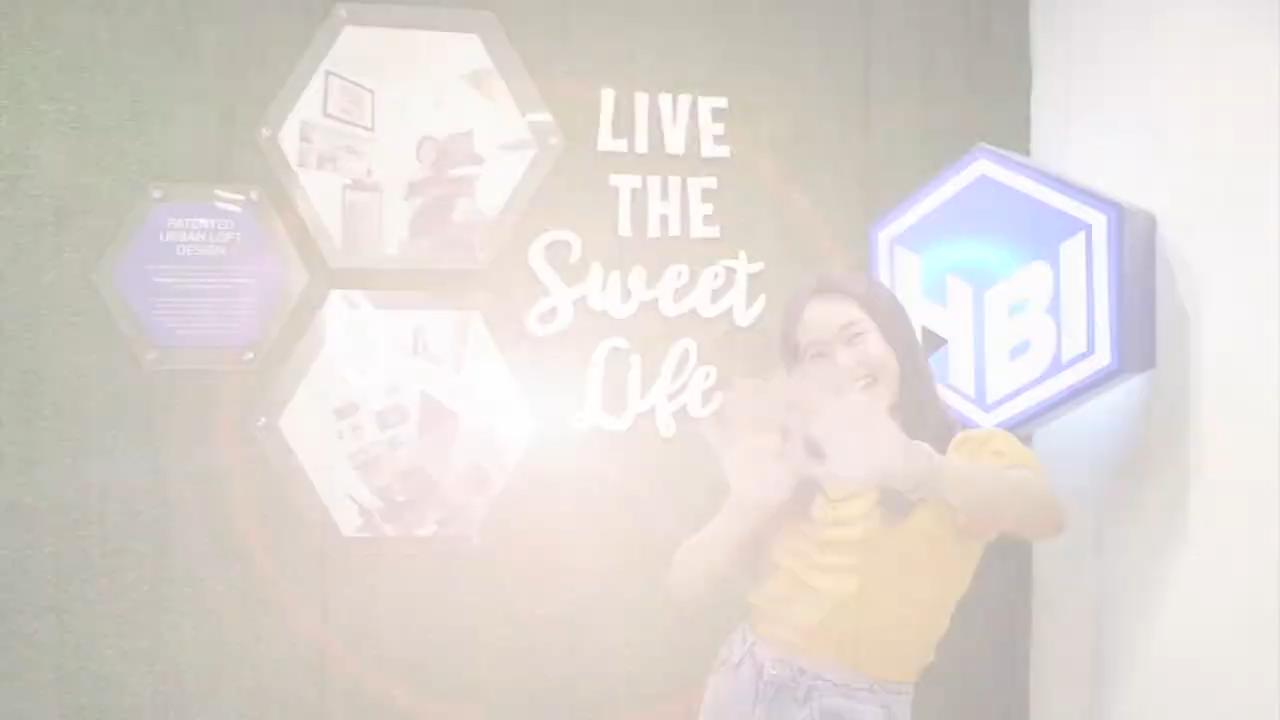 PATENTED
URBAN LOFT
DESIGN
LIVE
THE
Sweet
Life
HBI